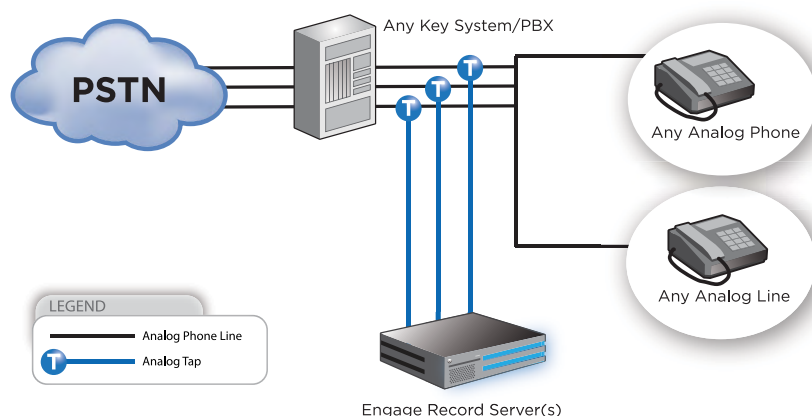 Any Key System/PBX
PSTN
T
T
T
Any Analog Phone
Any Analog Line
LEGEND
Analog Phone Line
T
Analog Tap
Engage Record Server(s)